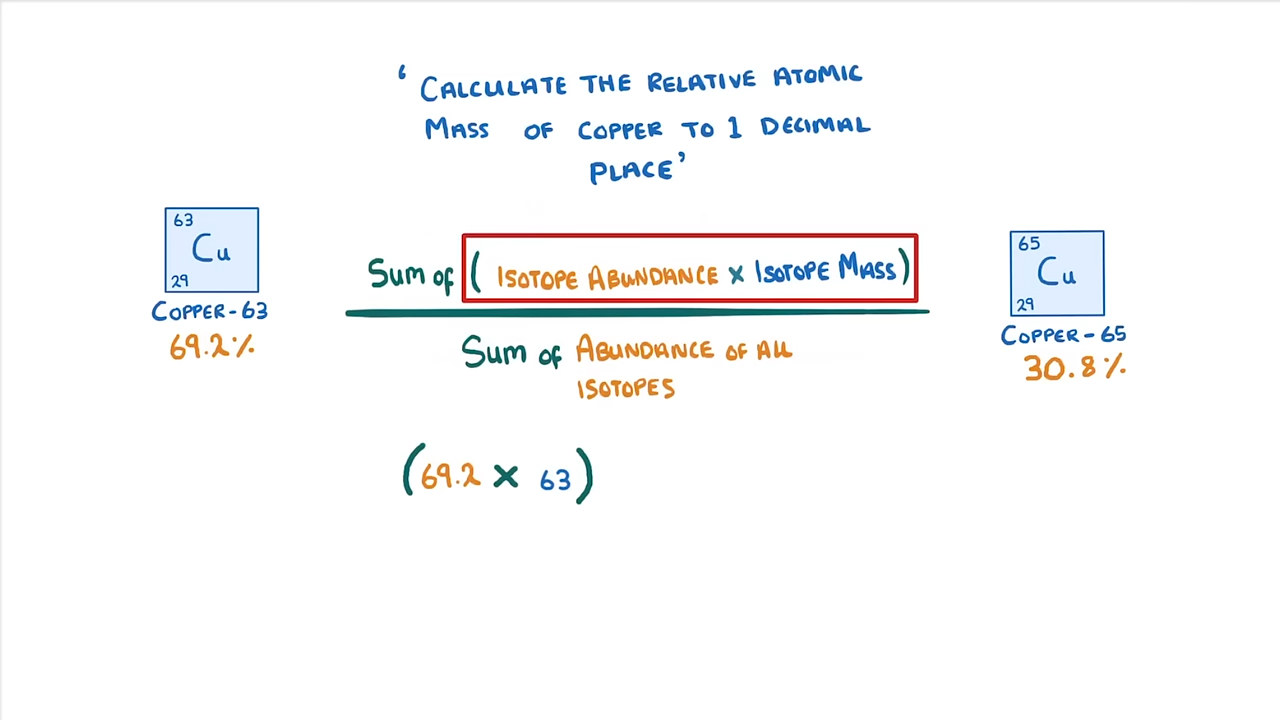 ‘ CALCULATE THE RELATIVE ATOMIC
MASS OF COPPER TO 1 DECIMAL
PLACE’
63
Cu
29
COPPER-63
69.2%
Sum of ( ISOTOPE ABUNDANCE x ISOTOPE MASS)
Sum of ABUNDANCE OF ALL
ISOTOPES
65
Cu
29
COPPER-65
30.8%
(69.2 x 63)